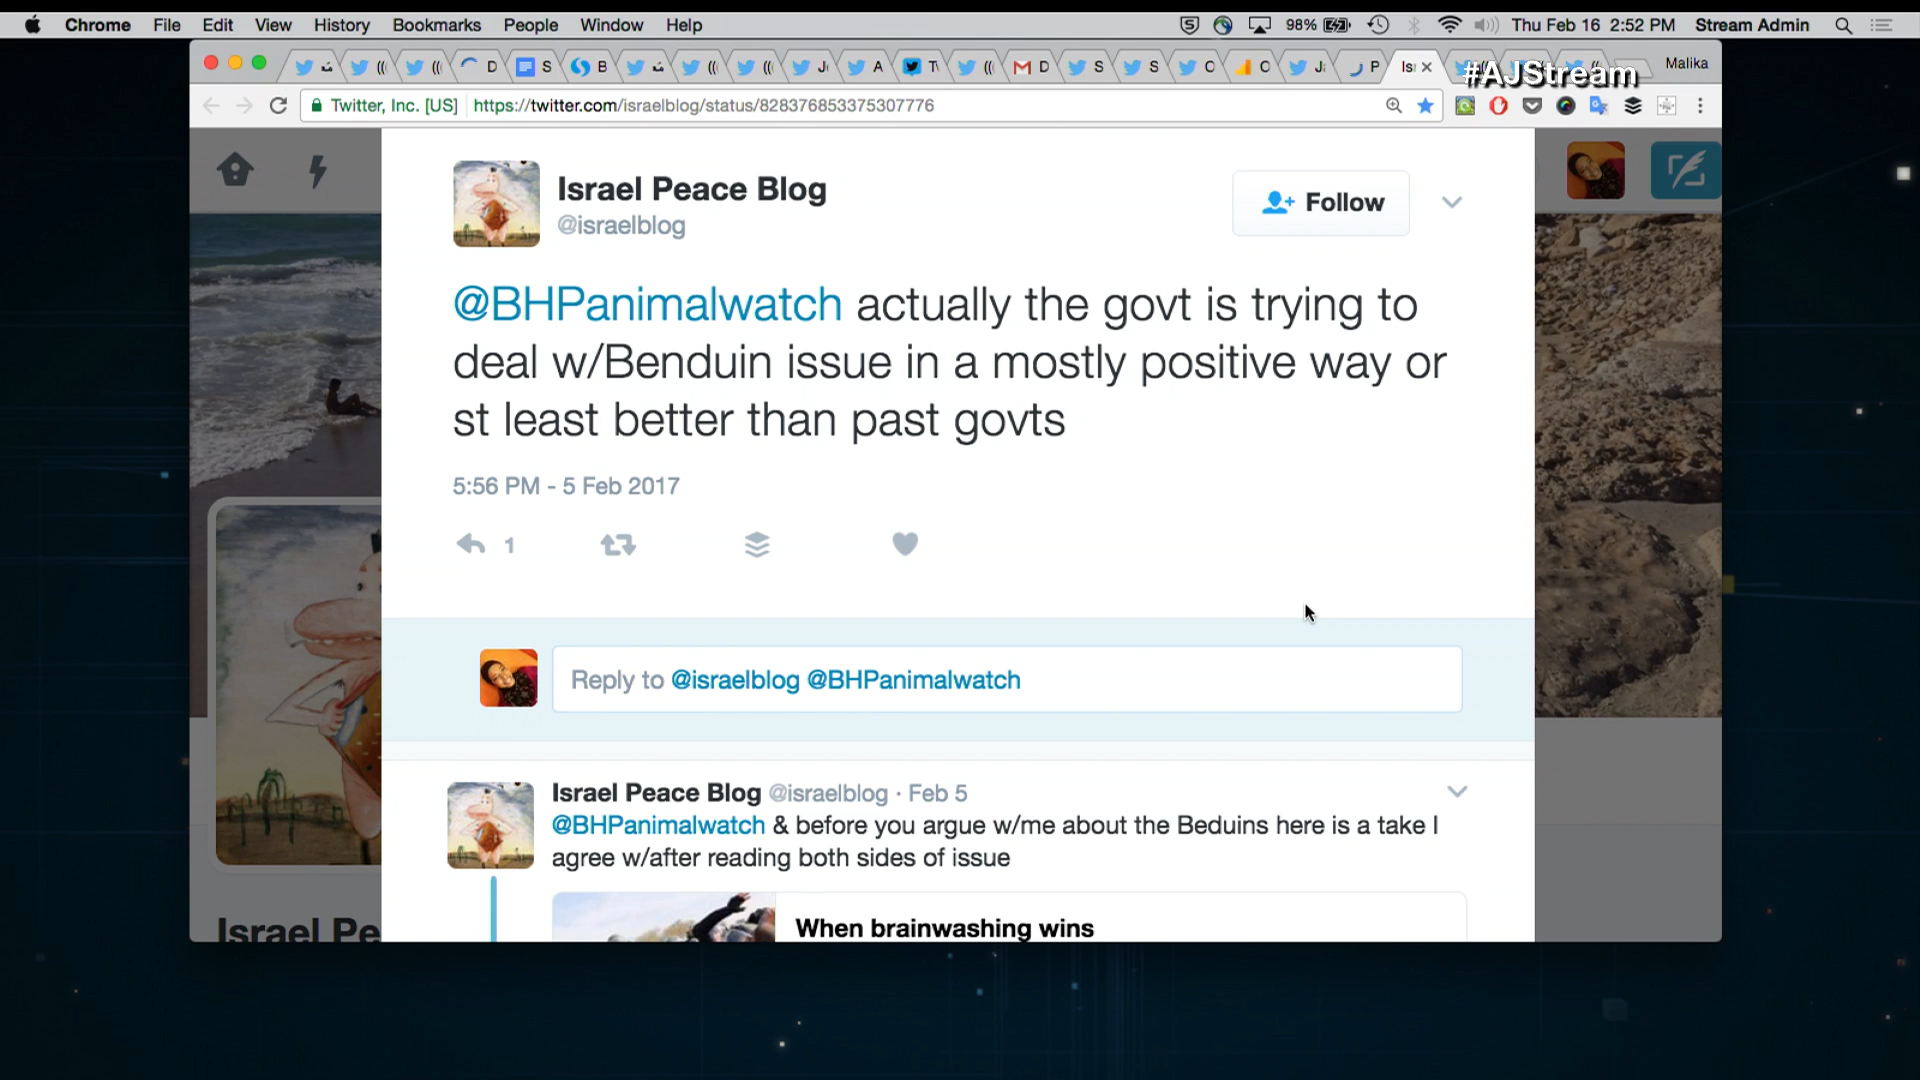 Chrome File Edit View History Bookmarks People Window Help 98% Thu Feb 16 2:52 PM Stream Admin
D S B J A D S S O O J P Is Malika
#AJStream
Twitter, Inc. [US] https://twitter.com/israelblog/status/828376853375307776
Israel Peace Blog
@israelblog
Follow
@BHPanimalwatch actually the govt is trying to
deal w/Benduin issue in a mostly positive way or
st least better than past govts
5:56 PM - 5 Feb 2017
1
Reply to @israelblog @BHPanimalwatch
Israel Peace Blog @israelblog · Feb 5
@BHPanimalwatch & before you argue w/me about the Beduins here is a take I
agree w/after reading both sides of issue
When brainwashing wins
Israel Pe